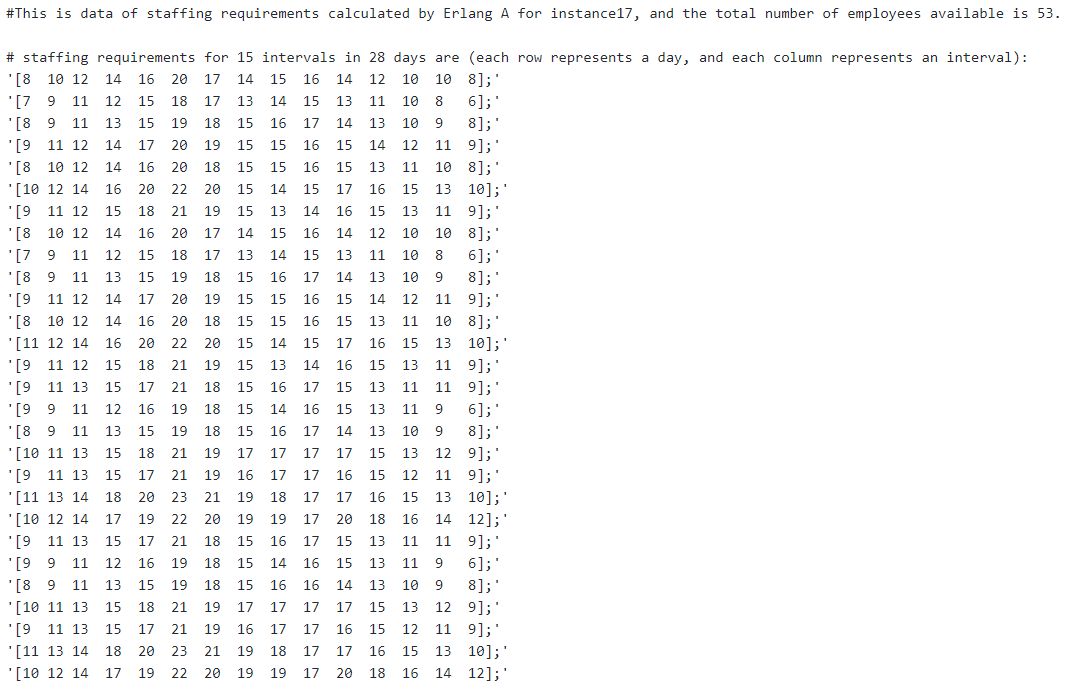 #This is data of staffing requirements calculated by Erlang A for instance17, and the total number of employees available is 53.
# staffing requirements for 15 intervals in 28 days are (each row represents a day, and each column represents an interval):
'[8 10 12 14 16 20 17 14 15 16 14 12 10 10 8];'
'[7 9 11 12 15 18 17 13 14 15 13 11 10 8 6];'
'[8 9 11 13 15 19 18 15 16 17 14 13 10 9 8];'
'[9 11 12 14 17 20 19 15 15 16 15 14 12 11 9];'
'[8 10 12 14 16 20 18 15 15 16 15 13 11 10 8];'
'[10 12 14 16 20 22 20 15 14 15 17 16 15 13 10];'
'[9 11 12 15 18 21 19 15 13 14 16 15 13 11 9];'
'[8 10 12 14 16 20 17 14 15 16 14 12 10 10 8];'
'[7 9 11 12 15 18 17 13 14 15 13 11 10 8 6];'
'[8 9 11 13 15 19 18 15 16 17 14 13 10 9 8];'
'[9 11 12 14 17 20 19 15 15 16 15 14 12 11 9];'
'[8 10 12 14 16 20 18 15 15 16 15 13 11 10 8];'
'[11 12 14 16 20 22 20 15 14 15 17 16 15 13 10];'
'[9 11 12 15 18 21 19 15 13 14 16 15 13 11 9];'
'[9 11 13 15 17 21 18 15 16 17 15 13 11 11 9];'
'[9 9 11 12 16 19 18 15 14 16 15 13 11 9 6];'
'[8 9 11 13 15 19 18 15 16 17 14 13 10 9 8];'
'[10 11 13 15 18 21 19 17 17 17 17 15 13 12 9];'
'[9 11 13 15 17 21 19 16 17 17 16 15 12 11 9];'
'[11 13 14 18 20 23 21 19 18 17 17 16 15 13 10];'
'[10 12 14 17 19 22 20 19 19 17 20 18 16 14 12];'
'[9 11 13 15 17 21 18 15 16 17 15 13 11 11 9];'
'[9 9 11 12 16 19 18 15 14 16 15 13 11 9 6];'
'[8 9 11 13 15 19 18 15 16 16 14 13 10 9 8];'
'[10 11 13 15 18 21 19 17 17 17 17 15 13 12 9];'
'[9 11 13 15 17 21 19 16 17 17 16 15 12 11 9];'
'[11 13 14 18 20 23 21 19 18 17 17 16 15 13 10];'
'[10 12 14 17 19 22 20 19 19 17 20 18 16 14 12];'